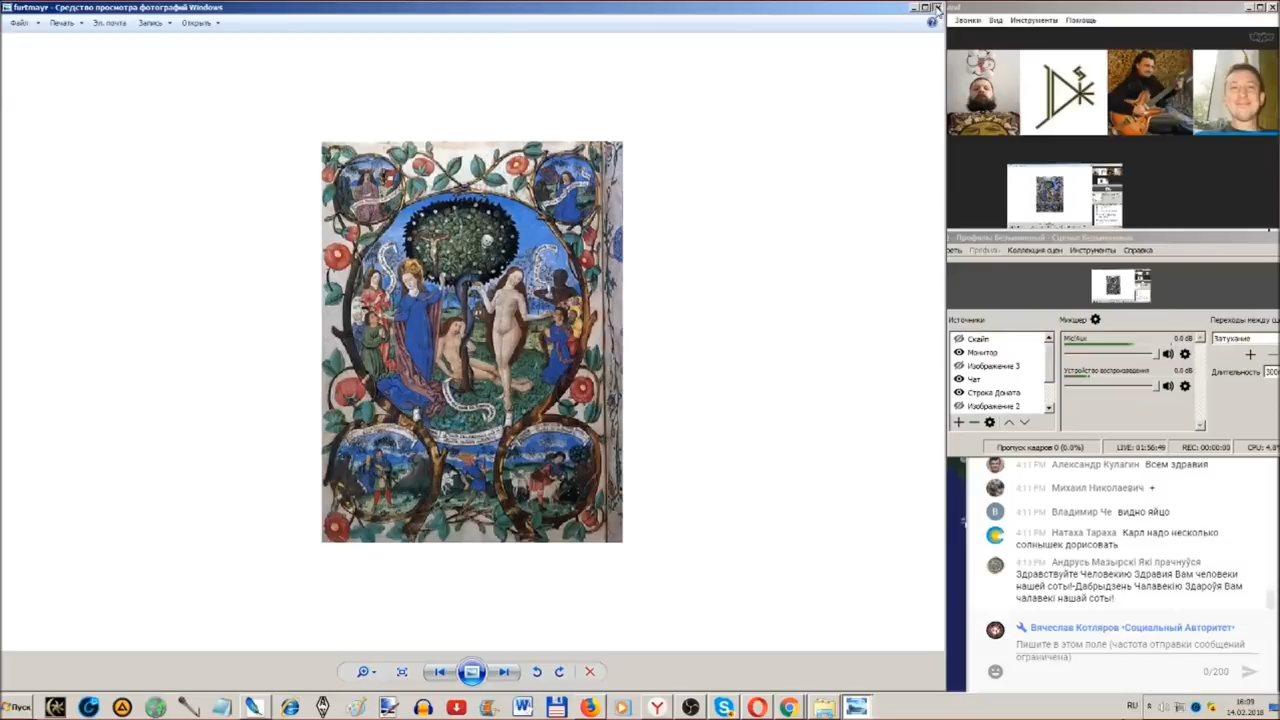 furtmayr - Средство просмотра фотографий Windows
Файл Печать Эл. почта Запись Открыть
Звонки Вид Инструменты Помощь
Коллекция сцен Инструменты Справка
Источники
Микшер
Переходы между
Скайп
Монитор
Изображение 3
Чат
Строка Доната
Изображение 2
Mic/Aux 0.0 dB
Устройство воспроизведения 0.0 dB
Затухание
Длительность 300
Пропуск кадров 0 (0.0%) LIVE: 01:56:49 REC: 00:00:00 CPU: 4.8
4:11 PM Александр Кулагин Всем здравия
4:11 PM Михаил Николаевич +
4:11 PM Владимир Че видно яйцо
4:11 PM Натаха Тараха Карл надо несколько
солнышек дорисовать
Андрусь Мазырскі Які прачнуўся
Здравствуйте Человекию Здравия Вам человеки
нашей соты!-Дабрыдзень Чалавекію Здароўя Вам
чалавекі нашай соты!
Вячеслав Котляров •Социальный Авторитет•
Пишите в этом поле (частота отправки сообщений
ограничена)
0/200
Пуск
RU
16:09
14.02.2018